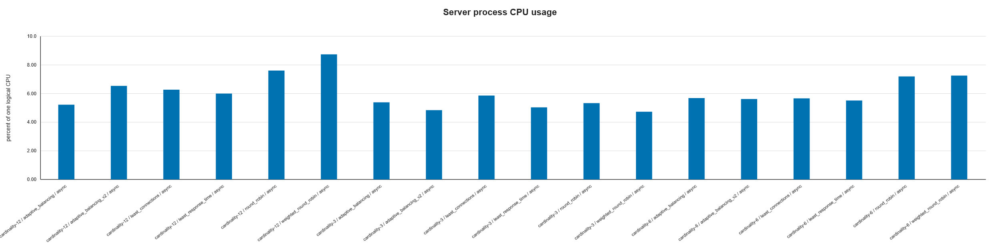 Server process CPU usage
percent of one logical CPU
10.0
8.00
6.00
4.00
2.00
0.00
cardinality-12 / adaptive_balancing / async
cardinality-12 / adaptive_balancing_v2 / async
cardinality-12 / least_connections / async
cardinality-12 / least_response_time / async
cardinality-12 / round_robin / async
cardinality-12 / weighted_round_robin / async
cardinality-3 / adaptive_balancing / async
cardinality-3 / adaptive_balancing_v2 / async
cardinality-3 / least_connections / async
cardinality-3 / least_response_time / async
cardinality-3 / round_robin / async
cardinality-3 / weighted_round_robin / async
cardinality-6 / adaptive_balancing / async
cardinality-6 / adaptive_balancing_v2 / async
cardinality-6 / least_connections / async
cardinality-6 / least_response_time / async
cardinality-6 / round_robin / async
cardinality-6 / weighted_round_robin / async